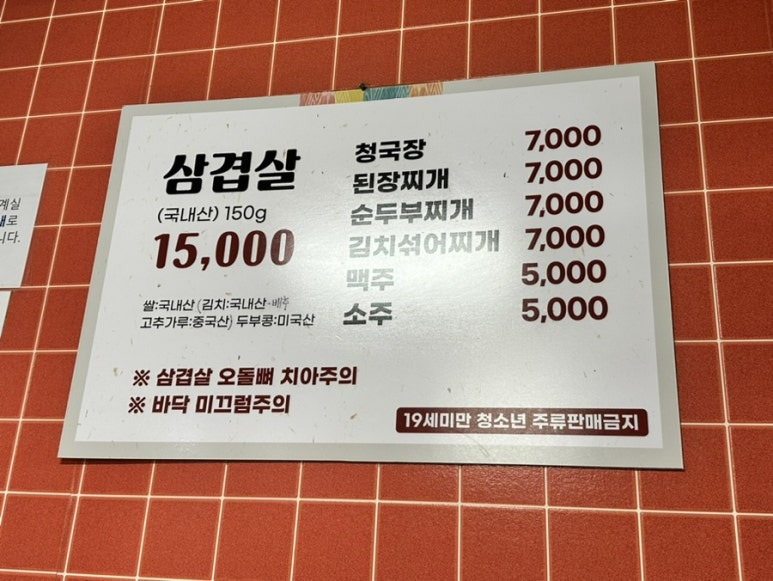 삼겹살
(국내산) 150g
15,000
쌀:국내산 (김치:국내산-배추
고추가루:중국산) 두부콩:미국산
청국장 7,000
된장찌개 7,000
순두부찌개 7,000
김치섞어찌개 7,000
맥주 5,000
소주 5,000
※ 삼겹살 오돌뼈 치아주의
※ 바닥 미끄럼주의
19세미만 청소년 주류판매금지
계실
로
니다.